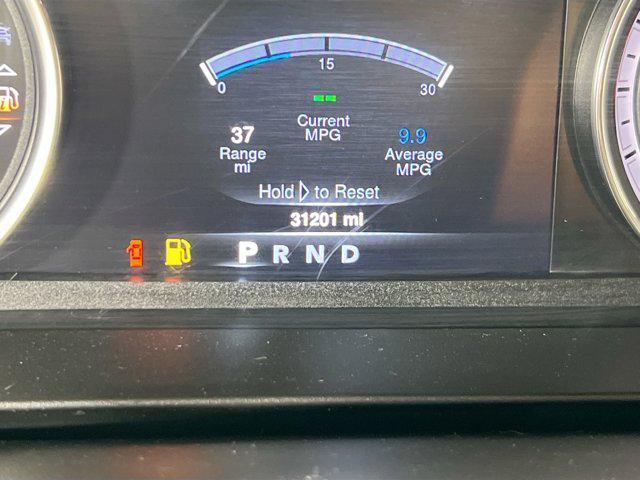 15
0 30
Current
MPG
37
Range
mi
9.9
Average
MPG
Hold to Reset
31201 mi
P R N D